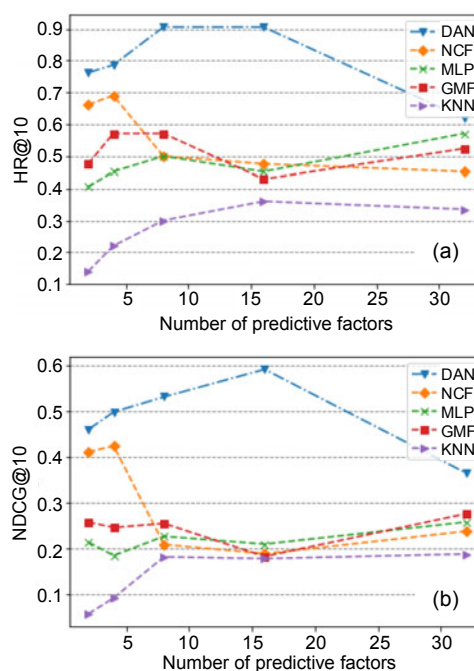 0.9
0.8
0.7
0.6
0.5
0.4
0.3
0.2
0.1
HR@10
DAN
NCF
MLP
GMF
KNN
(a)
5 10 15 20 25 30
Number of predictive factors
0.6
0.5
0.4
0.3
0.2
0.1
NDCG@10
DAN
NCF
MLP
GMF
KNN
(b)
5 10 15 20 25 30
Number of predictive factors